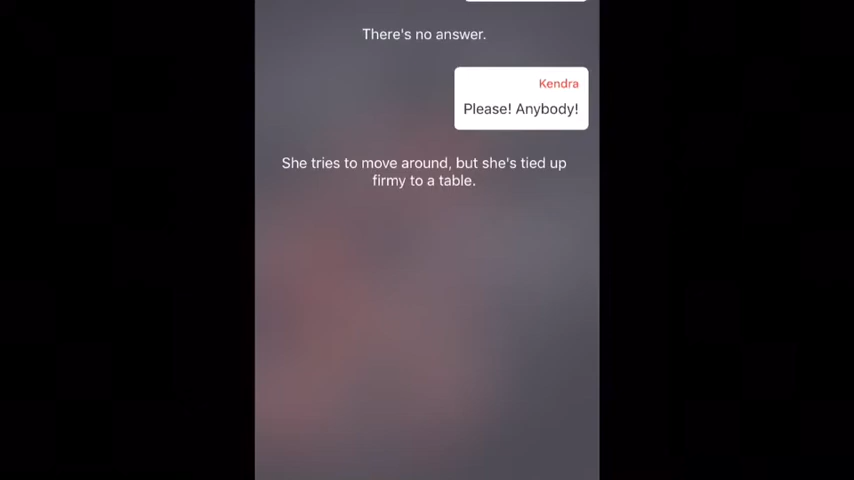 There's no answer.
Kendra
Please! Anybody!
She tries to move around, but she's tied up
firmy to a table.